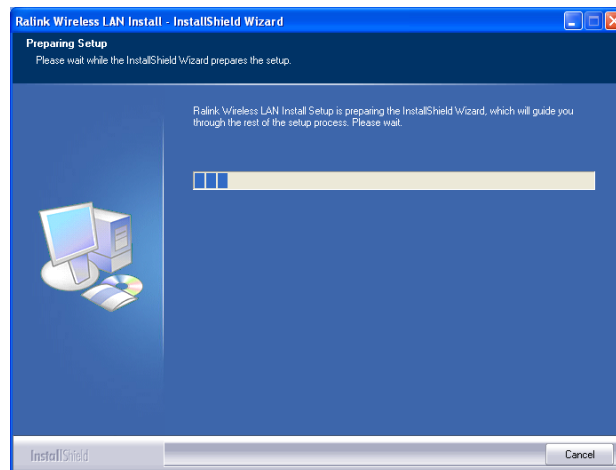 Ralink Wireless LAN Install - InstallShield Wizard
Preparing Setup
Please wait while the InstallShield Wizard prepares the setup.
Ralink Wireless LAN Install Setup is preparing the InstallShield Wizard, which will guide you
through the rest of the setup process. Please wait.
InstallShield
Cancel